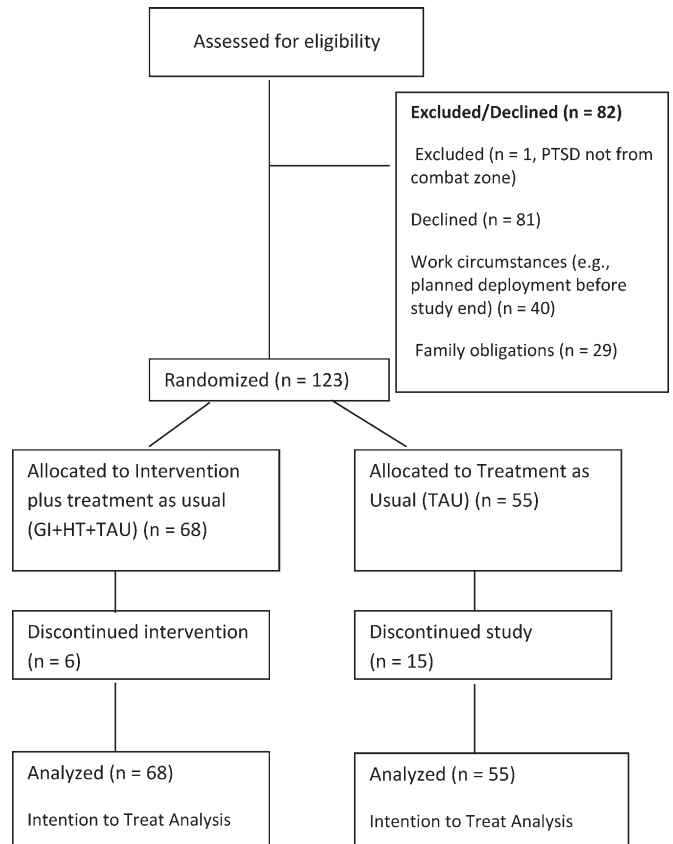 Assessed for eligibility
Excluded/Declined (n = 82)
Excluded (n = 1, PTSD not from
combat zone)
Declined (n = 81)
Work circumstances (e.g.,
planned deployment before
study end) (n = 40)
Family obligations (n = 29)
Randomized (n = 123)
Allocated to Intervention
plus treatment as usual
(GI+HT+TAU) (n = 68)
Allocated to Treatment as
Usual (TAU) (n = 55)
Discontinued intervention
(n = 6)
Discontinued study
(n = 15)
Analyzed (n = 68)
Intention to Treat Analysis
Analyzed (n = 55)
Intention to Treat Analysis